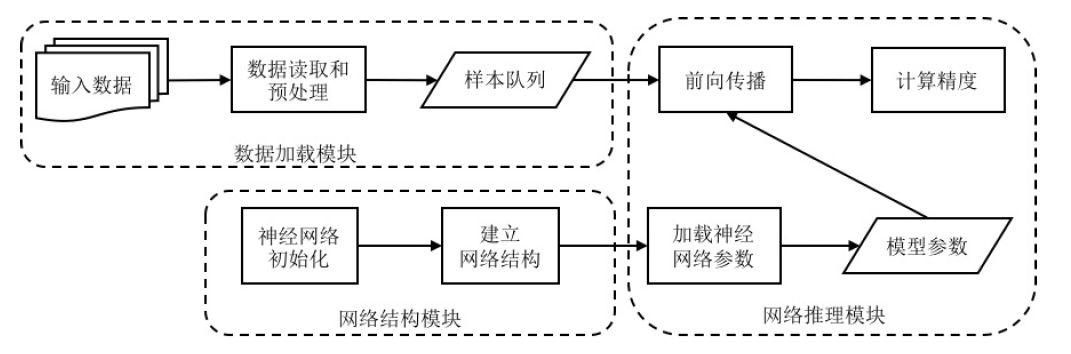 输入数据
数据读取和
预处理
样本队列
前向传播
计算精度
数据加载模块
神经网络
初始化
建立
网络结构
加载神经
网络参数
模型参数
网络结构模块
网络推理模块